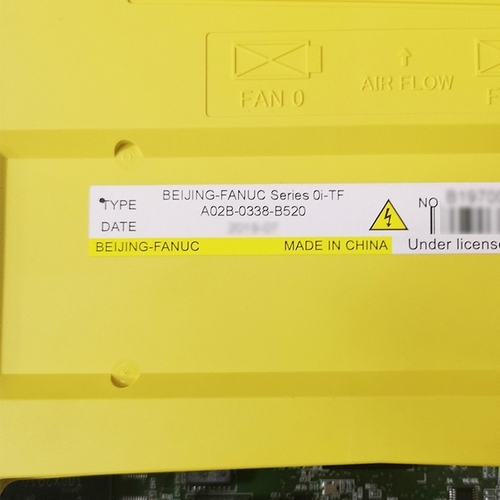 FAN 0
AIR FLOW
F
TYPE BEIJING-FANUC Series 0i-TF
A02B-0338-B520
NO
DATE
BEIJING-FANUC MADE IN CHINA Under license